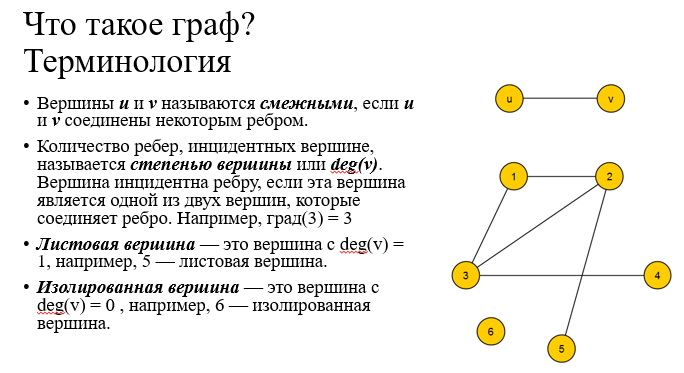 Что такое граф?
Терминология
• Вершины u и v называются смежными, если u
и v соединены некоторым ребром.
• Количество ребер, инцидентных вершине,
называется степенью вершины или deg(v).
Вершина инцидентна ребру, если эта вершина
является одной из двух вершин, которые
соединяет ребро. Например, град(3) = 3
• Листовая вершина — это вершина с deg(v) =
1, например, 5 — листовая вершина.
• Изолированная вершина — это вершина с
deg(v) = 0 , например, 6 — изолированная
вершина.
u v
1 2
3 4
6
5